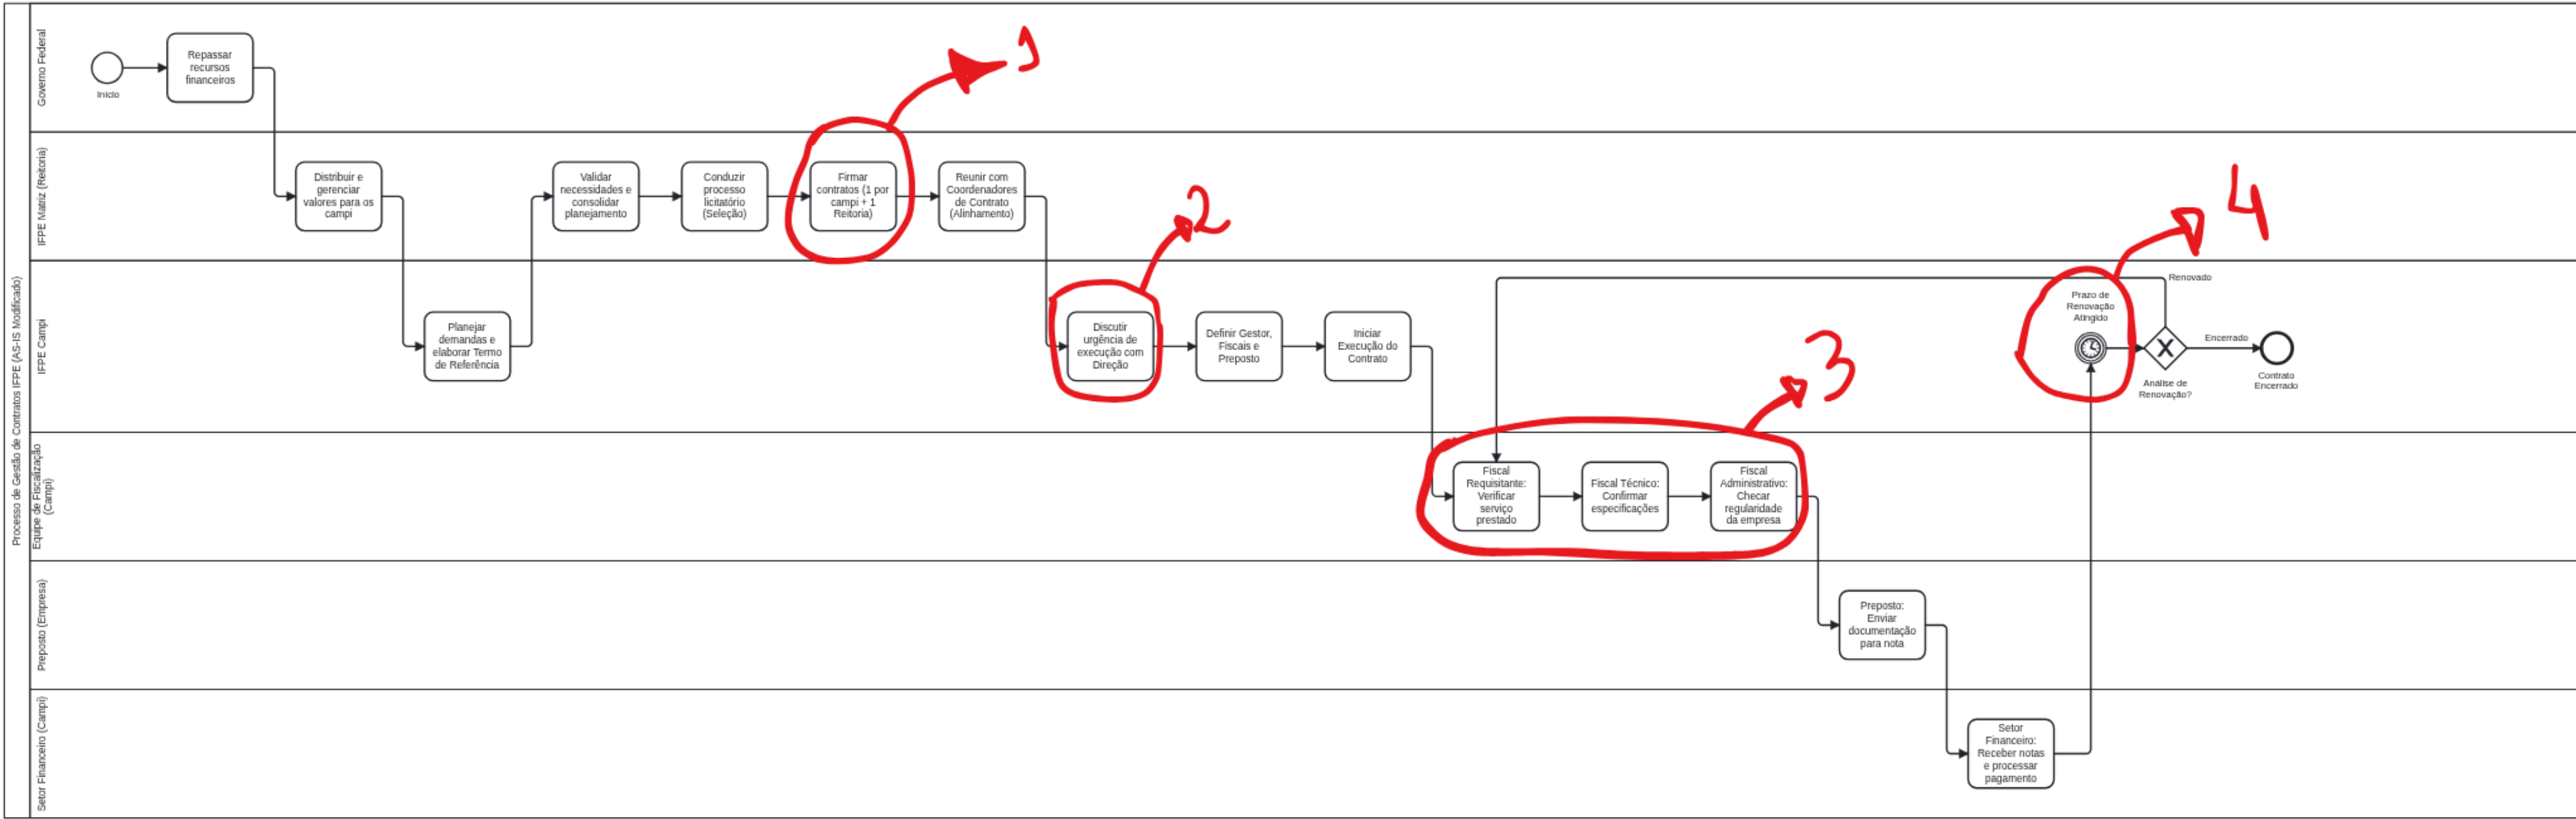 Processo de Gestão de Contratos IFPE (AS-IS Modificado)
Governo Federal
Início
Repassar
recursos
financeiros
1
IFPE Matriz (Reitoria)
Distribuir e
gerenciar
valores para os
campi
Validar
necessidades e
consolidar
planejamento
Conduzir
processo
licitatório
(Seleção)
Firmar
contratos (1 por
campi + 1
Reitoria)
Reunir com
Coordenadores
de Contrato
(Alinhamento)
2
4
IFPE Campi
Planejar
demandas e
elaborar Termo
de Referência
Discutir
urgência de
execução com
Direção
Definir Gestor,
Fiscais e
Preposto
Iniciar
Execução do
Contrato
3
Prazo de
Renovação
Atingido
Renovado
Análise de
Renovação?
Encerrado
Contrato
Encerrado
Equipe de Fiscalização
(Campi)
Fiscal
Requisitante:
Verificar
serviço
prestado
Fiscal Técnico:
Confirmar
especificações
Fiscal
Administrativo:
Checar
regularidade
da empresa
Preposto (Empresa)
Preposto:
Enviar
documentação
para nota
Setor Financeiro (Campi)
Setor
Financeiro:
Receber notas
e processar
pagamento